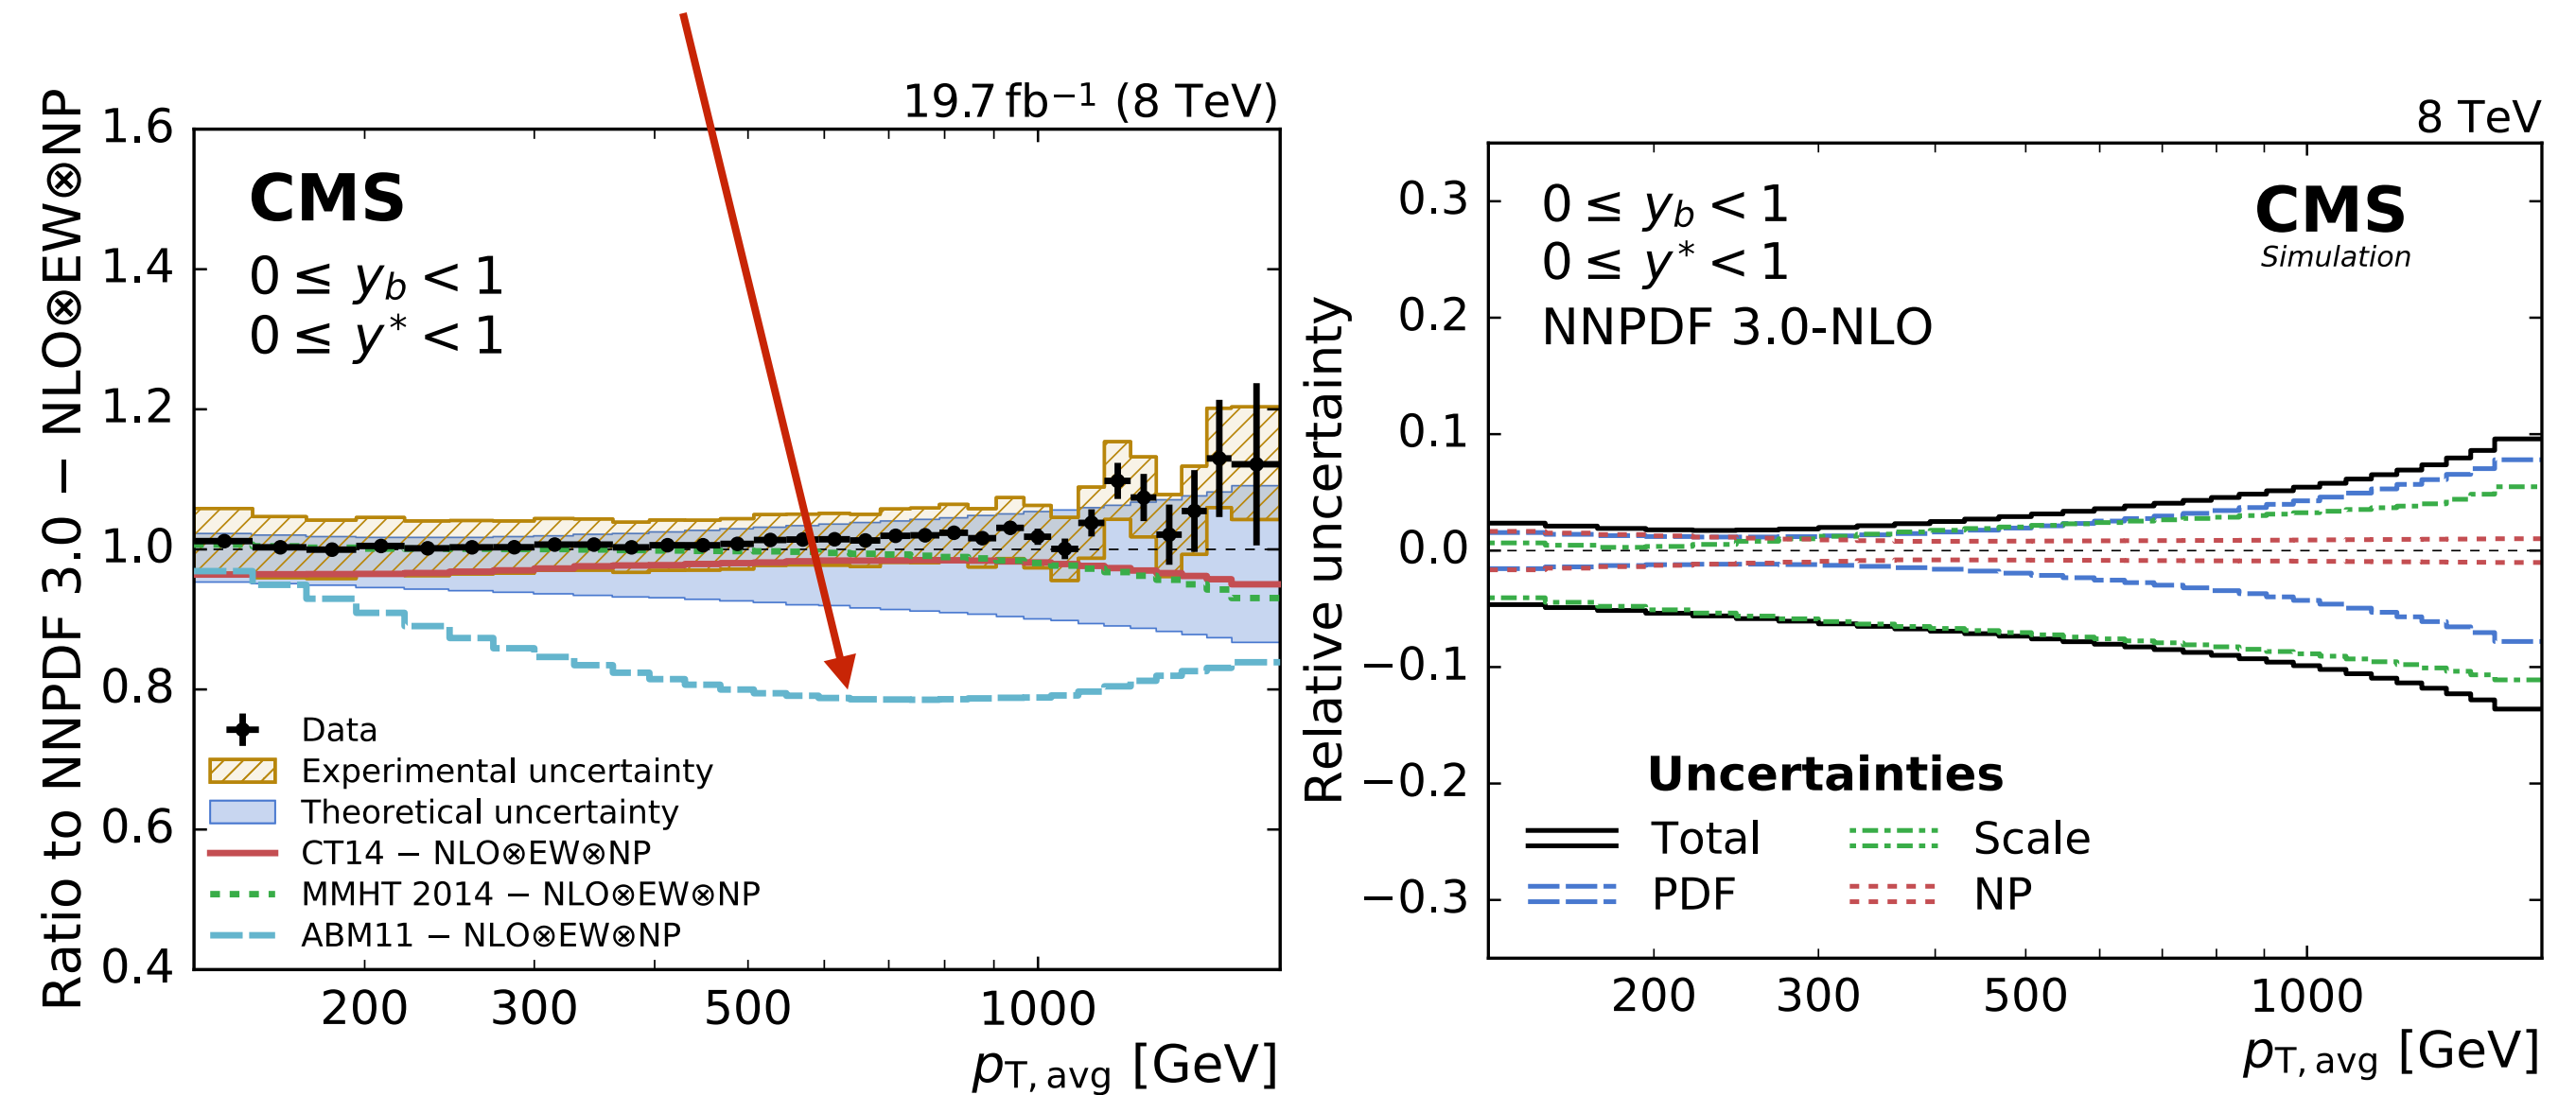 19.7 fb⁻¹ (8 TeV)
Ratio to NNPDF 3.0 − NLO⊗EW⊗NP
1.6
1.4
1.2
1.0
0.8
0.6
0.4
CMS
0 ≤ y_b < 1
0 ≤ y* < 1
Data
Experimental uncertainty
Theoretical uncertainty
CT14 − NLO⊗EW⊗NP
MMHT 2014 − NLO⊗EW⊗NP
ABM11 − NLO⊗EW⊗NP
200 300 500 1000
p_T, avg [GeV]
8 TeV
Relative uncertainty
0.3
0.2
0.1
0.0
−0.1
−0.2
−0.3
0 ≤ y_b < 1
0 ≤ y* < 1
NNPDF 3.0-NLO
CMS
Simulation
Uncertainties
Total Scale
PDF NP
200 300 500 1000
p_T, avg [GeV]